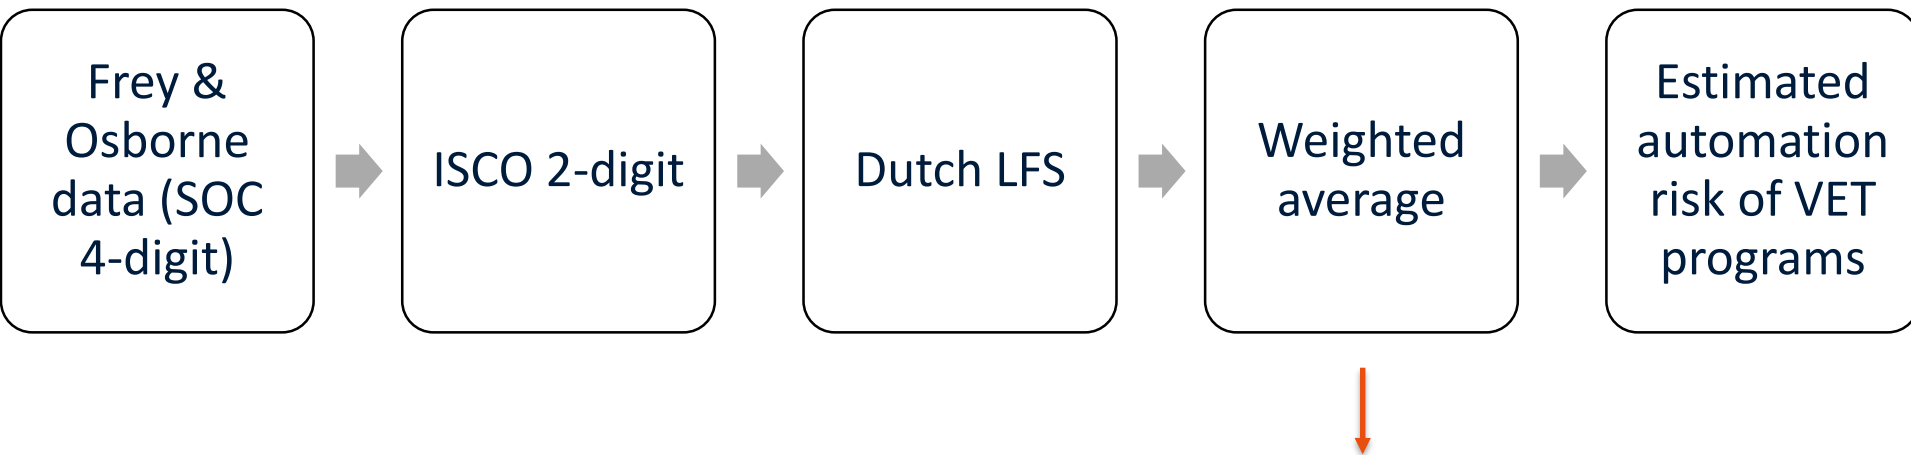 Frey &
Osborne
data (SOC
4-digit)
ISCO 2-digit
Dutch LFS
Weighted
average
Estimated
automation
risk of VET
programs